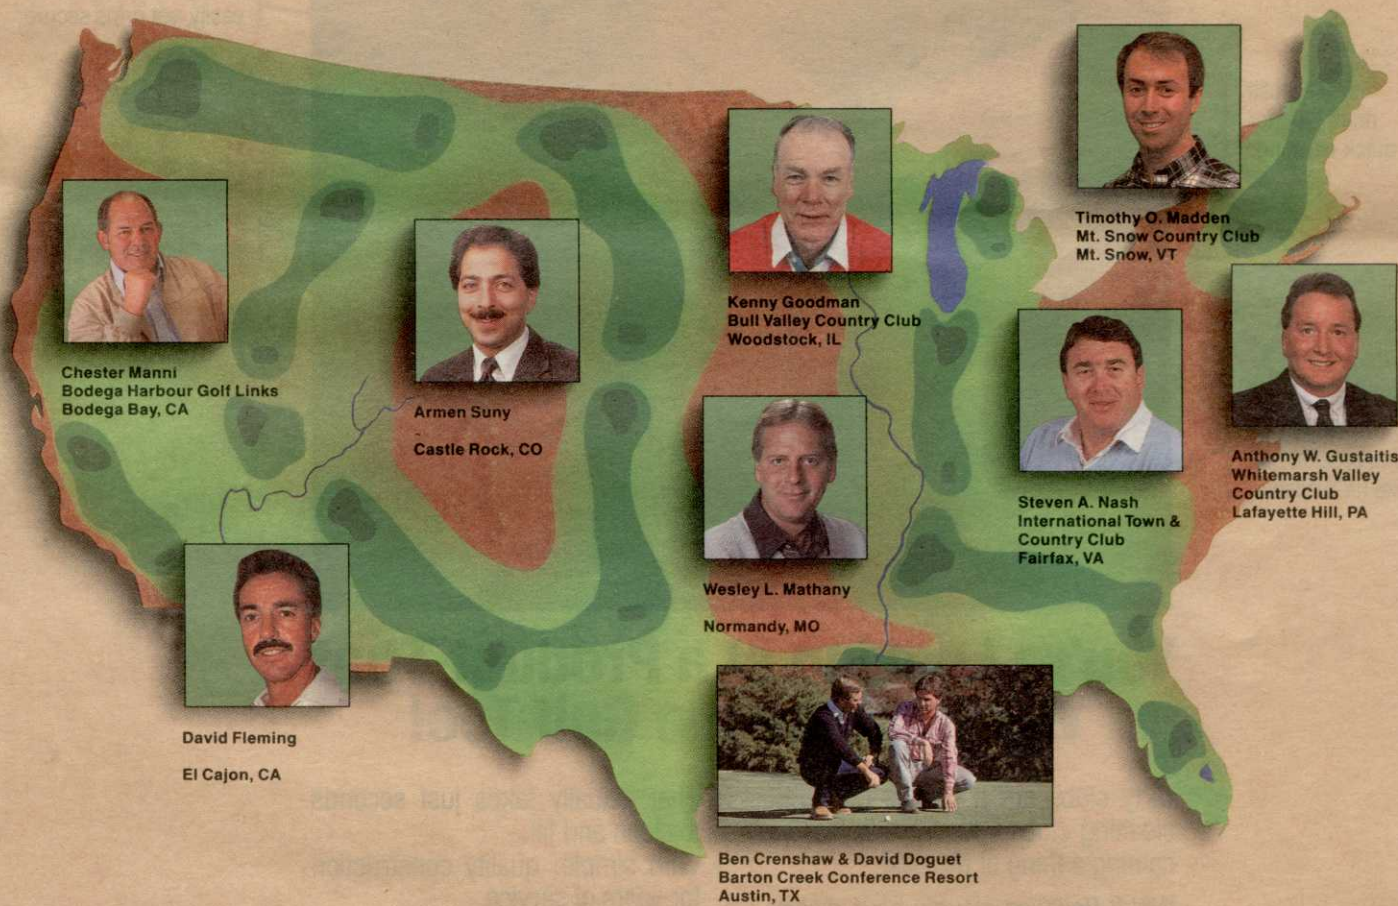 Timothy O. Madden
Mt. Snow Country Club
Mt. Snow, VT
Kenny Goodman
Bull Valley Country Club
Woodstock, IL
Chester Manni
Bodega Harbour Golf Links
Bodega Bay, CA
Armen Suny
Castle Rock, CO
Anthony W. Gustaitis
Whitemarsh Valley
Country Club
Lafayette Hill, PA
Steven A. Nash
International Town &
Country Club
Fairfax, VA
Wesley L. Mathany
Normandy, MO
David Fleming
El Cajon, CA
Ben Crenshaw & David Doguet
Barton Creek Conference Resort
Austin, TX